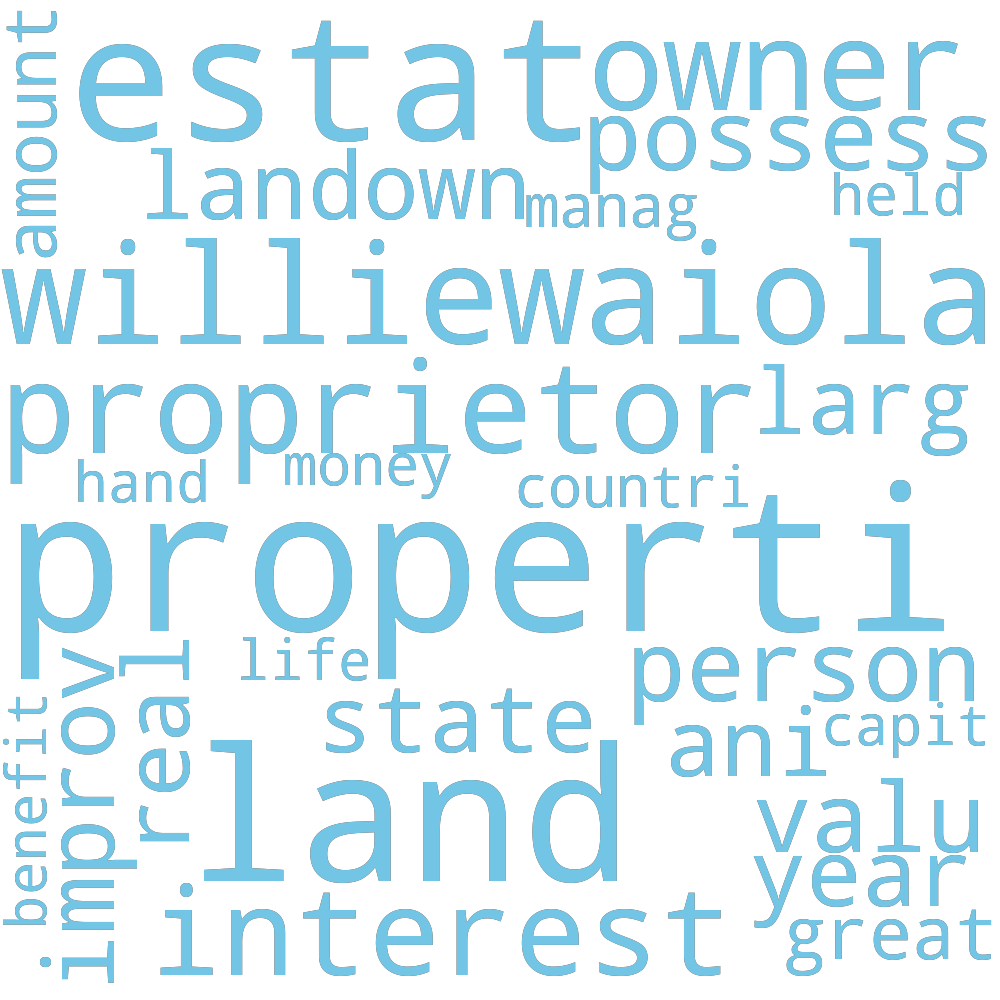 amount
estat
owner
possess
landown
manag
held
williewaiola
proprietor
larg
hand
money
countri
properti
life
person
benefit
improv
real
state
ani
capit
land
valu
year
interest
great